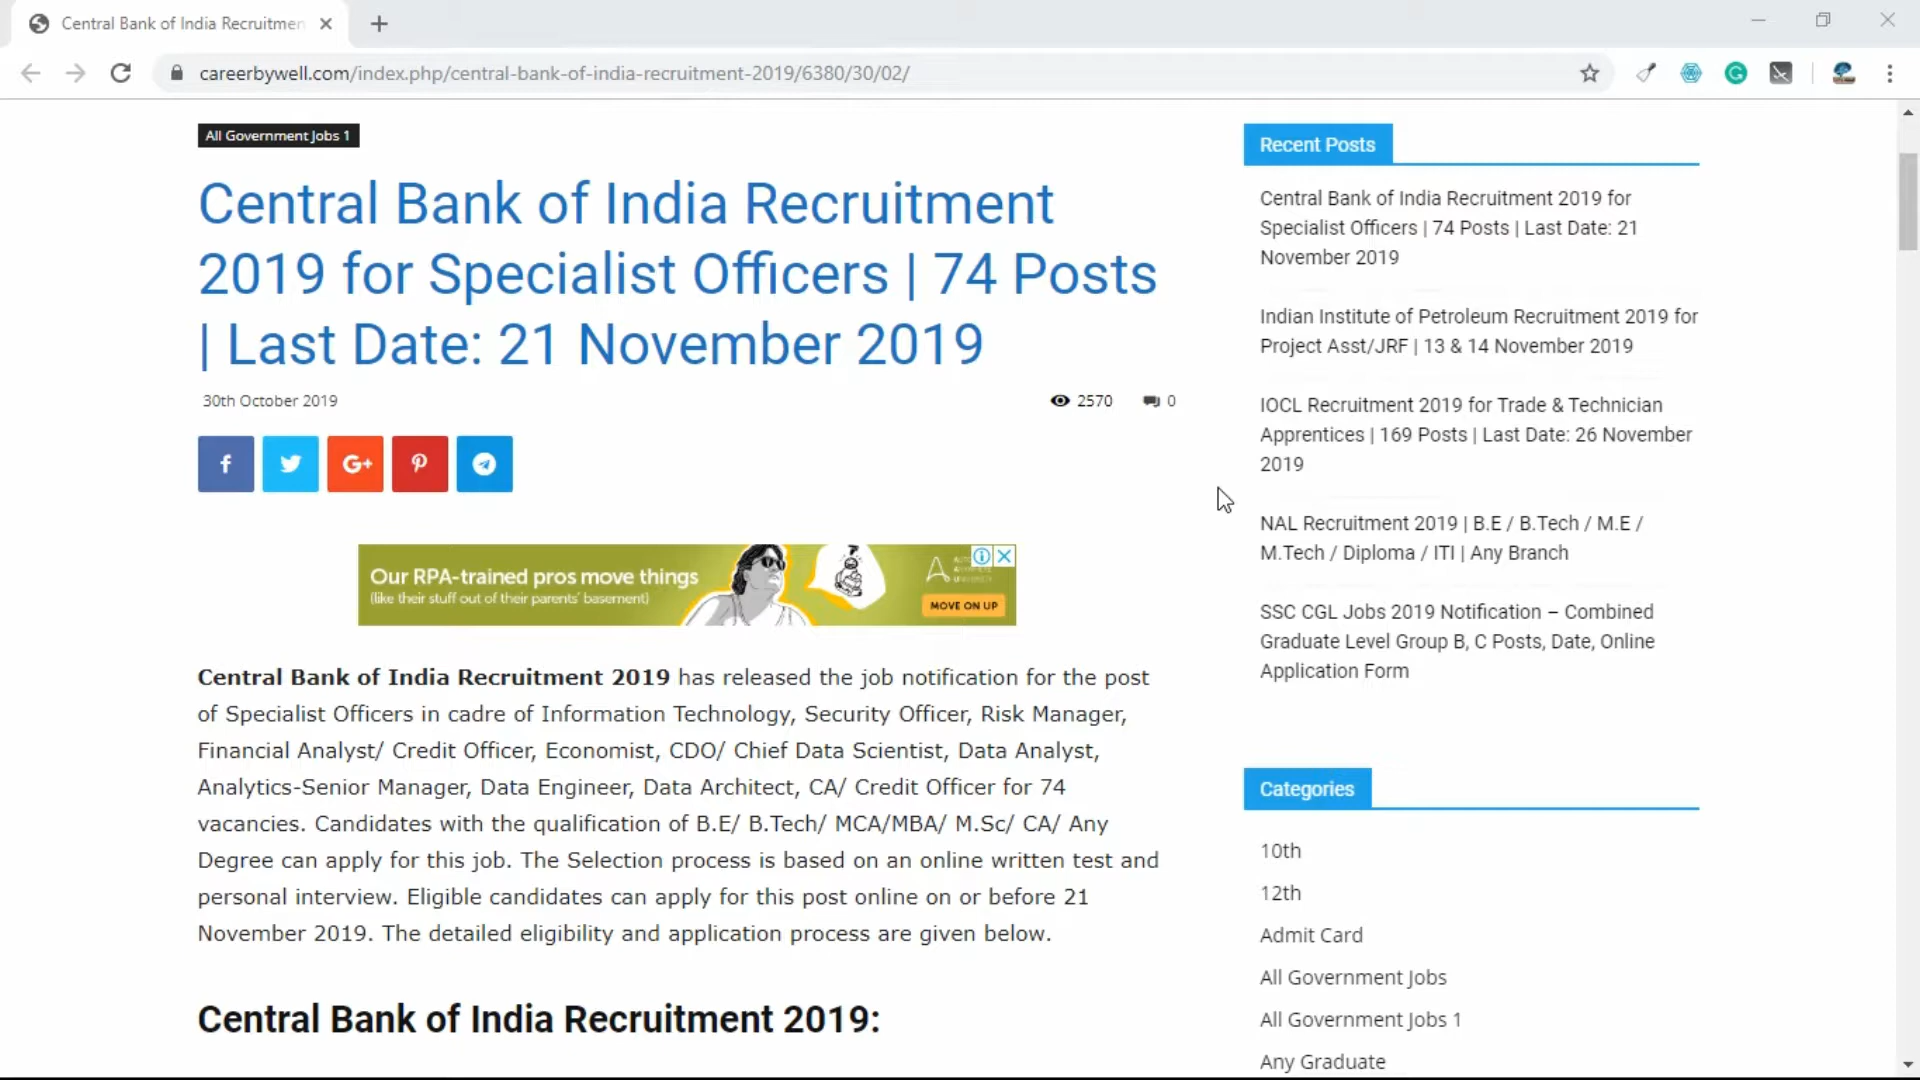 Central Bank of India Recruitmen
careerbywell.com/index.php/central-bank-of-india-recruitment-2019/6380/30/02/
All Government Jobs 1
Central Bank of India Recruitment
2019 for Specialist Officers | 74 Posts
| Last Date: 21 November 2019
30th October 2019
2570
0
f
G+
Our RPA-trained pros move things
(like their stuff out of their parents' basement)
MOVE ON UP
Central Bank of India Recruitment 2019 has released the job notification for the post
of Specialist Officers in cadre of Information Technology, Security Officer, Risk Manager,
Financial Analyst/ Credit Officer, Economist, CDO/ Chief Data Scientist, Data Analyst,
Analytics-Senior Manager, Data Engineer, Data Architect, CA/ Credit Officer for 74
vacancies. Candidates with the qualification of B.E/ B.Tech/ MCA/MBA/ M.Sc/ CA/ Any
Degree can apply for this job. The Selection process is based on an online written test and
personal interview. Eligible candidates can apply for this post online on or before 21
November 2019. The detailed eligibility and application process are given below.
Central Bank of India Recruitment 2019:
Recent Posts
Central Bank of India Recruitment 2019 for
Specialist Officers | 74 Posts | Last Date: 21
November 2019
Indian Institute of Petroleum Recruitment 2019 for
Project Asst/JRF | 13 & 14 November 2019
IOCL Recruitment 2019 for Trade & Technician
Apprentices | 169 Posts | Last Date: 26 November
2019
NAL Recruitment 2019 | B.E / B.Tech / M.E /
M.Tech / Diploma / ITI | Any Branch
SSC CGL Jobs 2019 Notification – Combined
Graduate Level Group B, C Posts, Date, Online
Application Form
Categories
10th
12th
Admit Card
All Government Jobs
All Government Jobs 1
Any Graduate